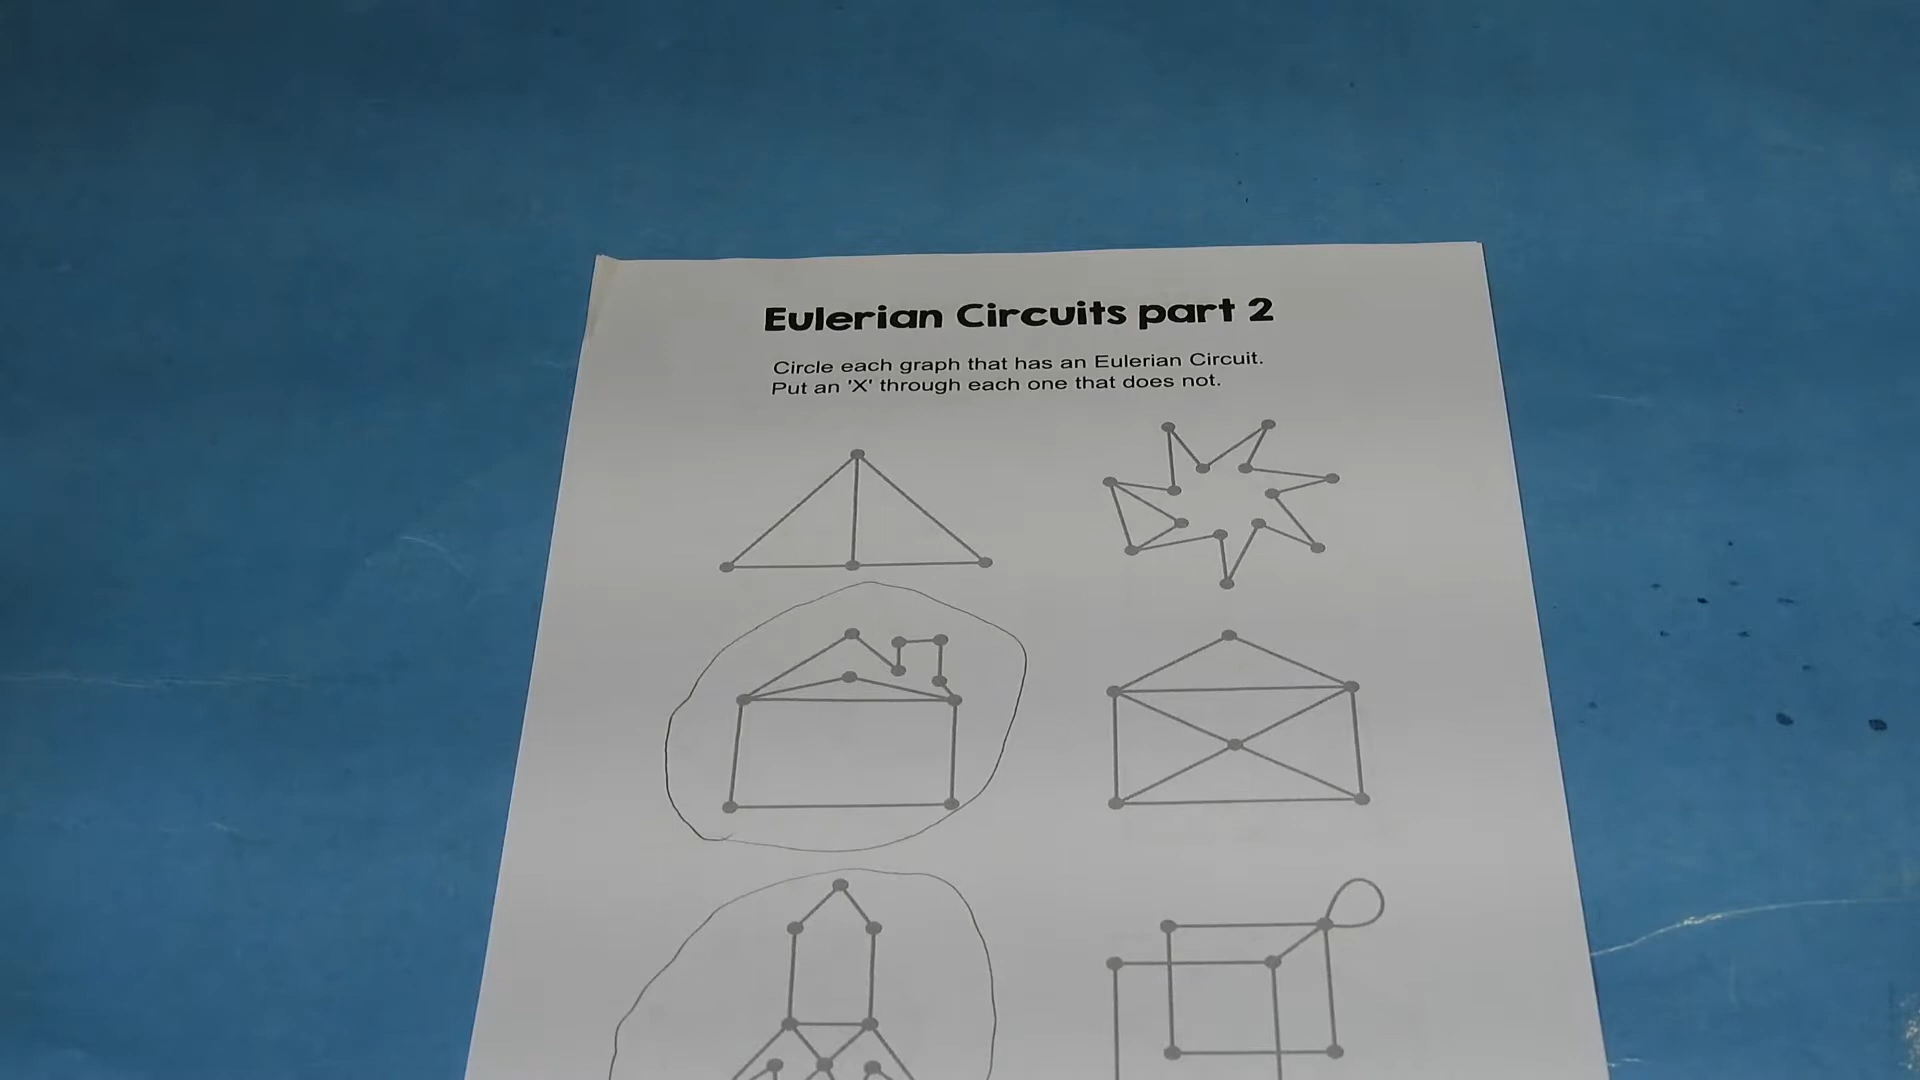 Eulerian Circuits part 2
Circle each graph that has an Eulerian Circuit.
Put an 'X' through each one that does not.